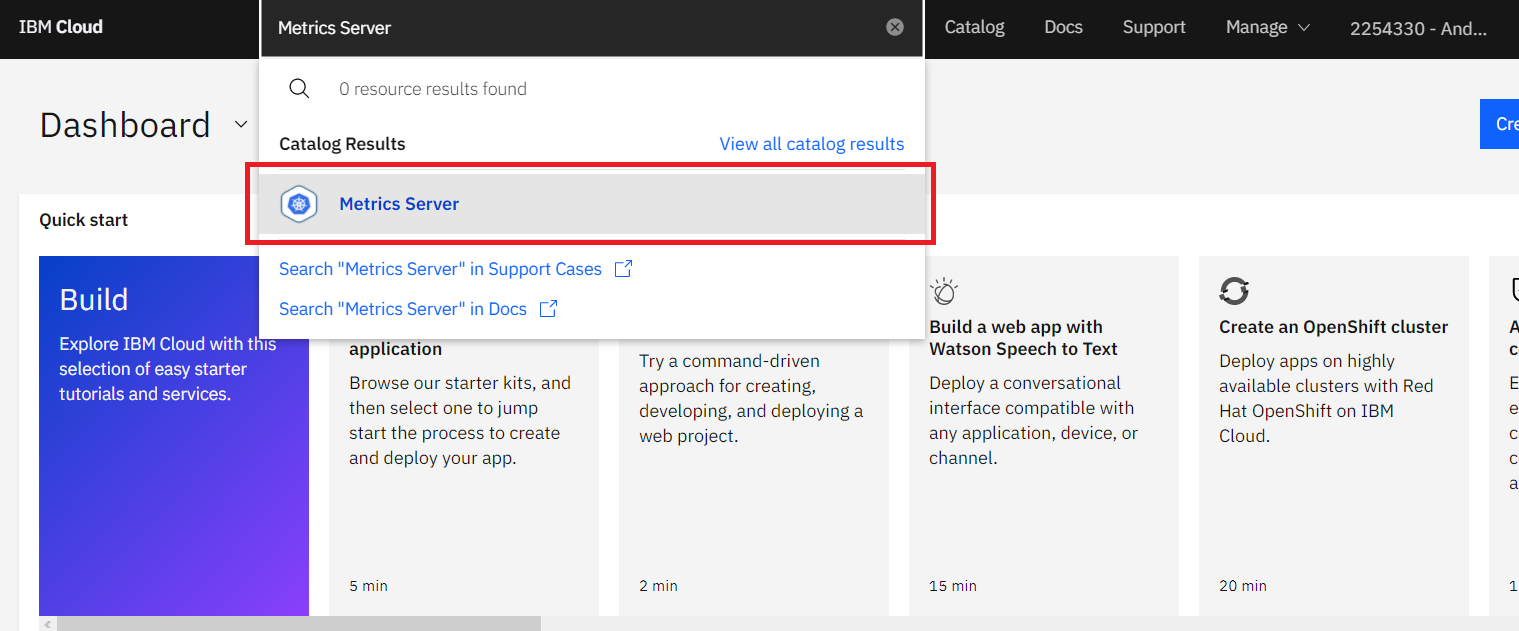 IBM Cloud
Metrics Server
Catalog
Docs
Support
Manage
2254330 - And...
0 resource results found
Dashboard
Catalog Results
View all catalog results
Metrics Server
Search "Metrics Server" in Support Cases
Search "Metrics Server" in Docs
Quick start
Build
Explore IBM Cloud with this
selection of easy starter
tutorials and services.
application
Browse our starter kits, and
then select one to jump
start the process to create
and deploy your app.
5 min
Try a command-driven
approach for creating,
developing, and deploying a
web project.
2 min
Build a web app with
Watson Speech to Text
Deploy a conversational
interface compatible with
any application, device, or
channel.
15 min
Create an OpenShift cluster
Deploy apps on highly
available clusters with Red
Hat OpenShift on IBM
Cloud.
20 min